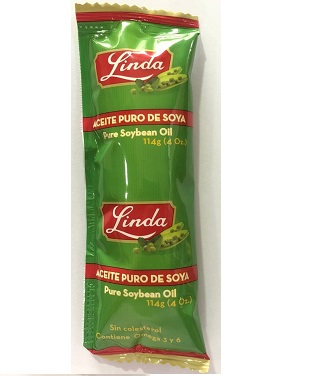 Linda
ACEITE PURO DE SOYA
Pure Soybean Oil
114g (4 Oz.)
Linda
ACEITE PURO DE SOYA
Pure Soybean Oil
114g (4 Oz.)
Sin colesterol
Contiene Omega 3 y 6